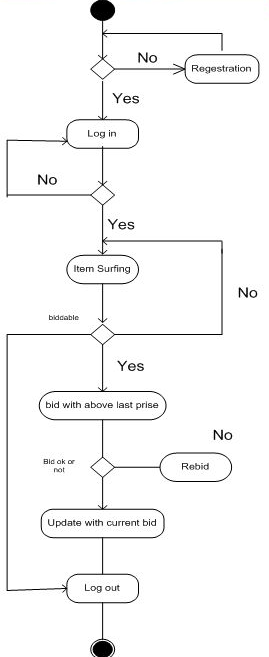 No
Regestration
Yes
Log in
No
Yes
Item Surfing
No
biddable
Yes
bid with above last prise
No
Bid ok or
not
Rebid
Update with current bid
Log out